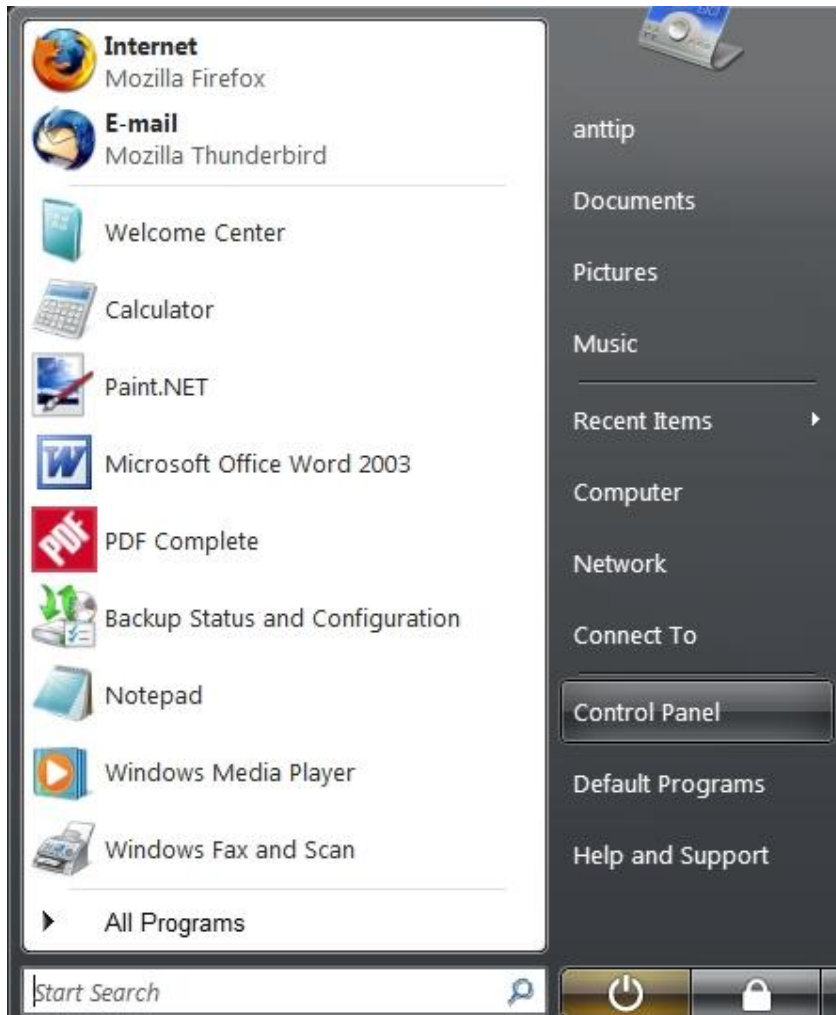 Internet
Mozilla Firefox
E-mail
Mozilla Thunderbird
Welcome Center
Calculator
Paint.NET
Microsoft Office Word 2003
PDF
PDF Complete
Backup Status and Configuration
Notepad
Windows Media Player
Windows Fax and Scan
All Programs
Start Search
anttip
Documents
Pictures
Music
Recent Items
Computer
Network
Connect To
Control Panel
Default Programs
Help and Support